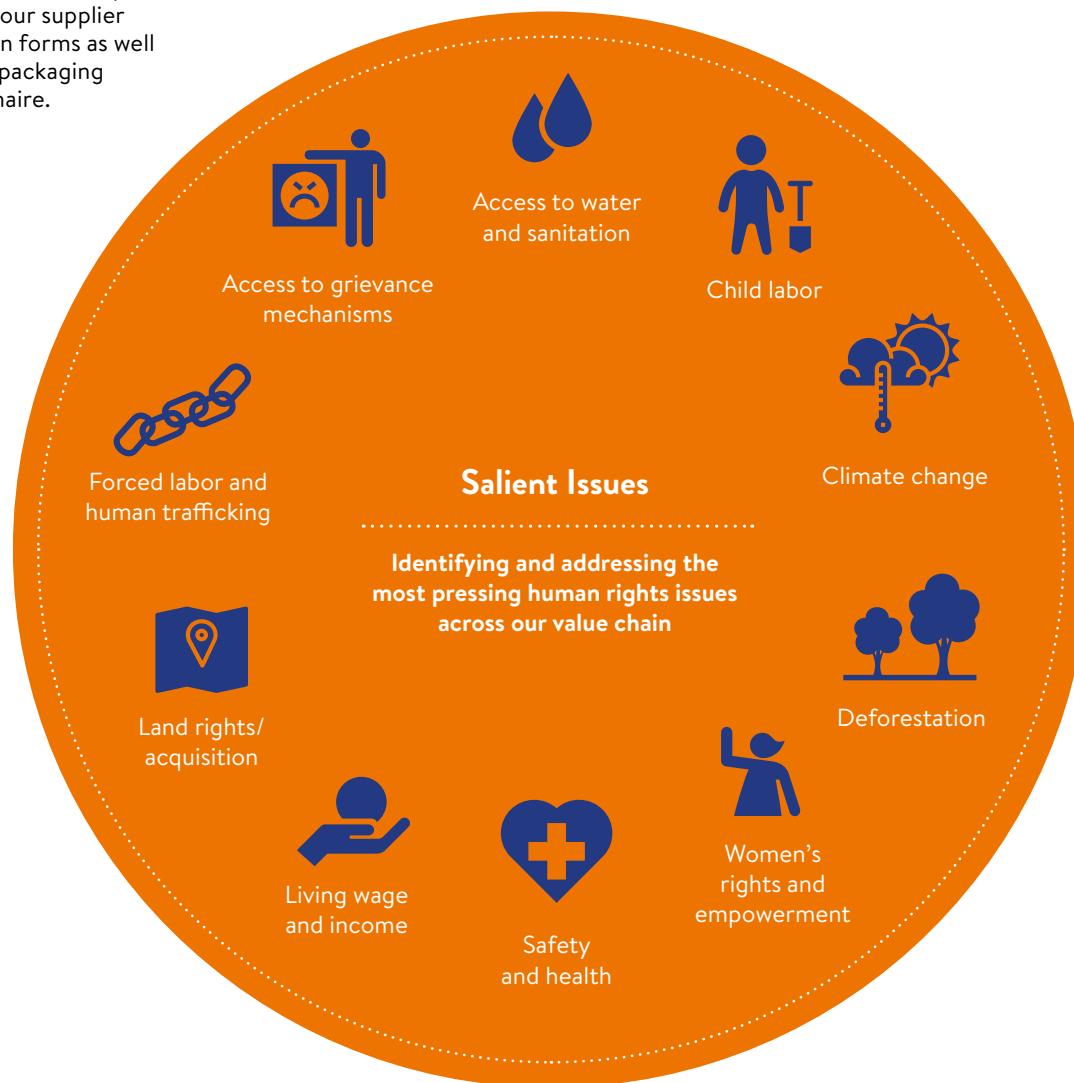 our supplier
n forms as well
packaging
naire.
Access to water
and sanitation
Child labor
Access to grievance
mechanisms
Climate change
Forced labor and
human trafficking
Salient Issues
Identifying and addressing the
most pressing human rights issues
across our value chain
Deforestation
Land rights/
acquisition
Women's
rights and
empowerment
Living wage
and income
Safety
and health